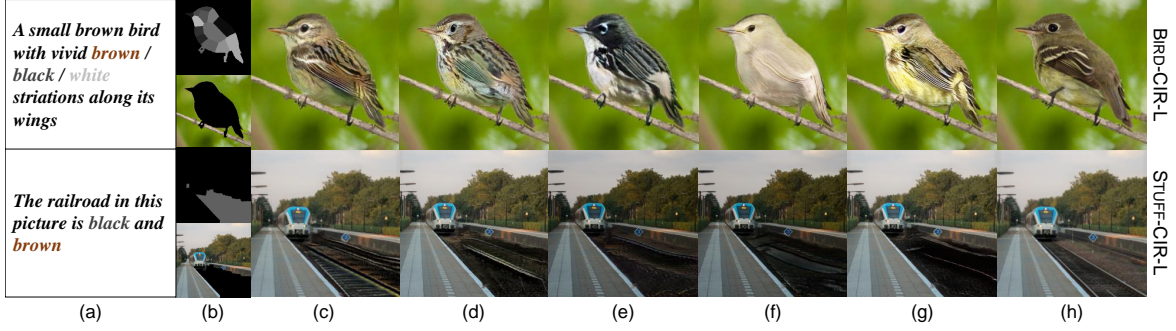 A small brown bird
with vivid brown /
black / white
striations along its
wings
BIRD-CIR-L
The railroad in this
picture is black and
brown
STUFF-CIR-L
(a) (b) (c) (d) (e) (f) (g) (h)